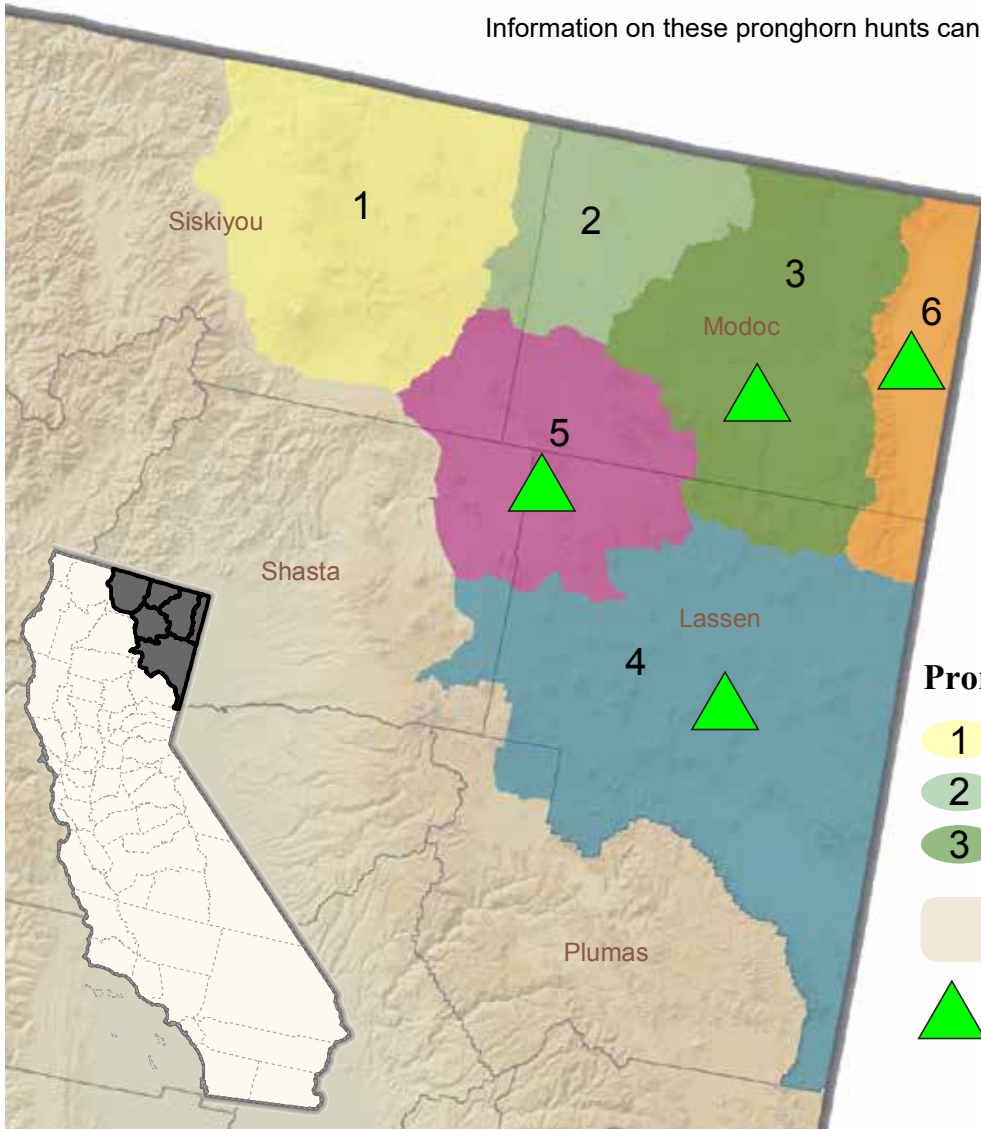 Information on these pronghorn hunts can
1
2
Siskiyou
3
6
Modoc
5
Shasta
Lassen
4
1
2
3
Plumas